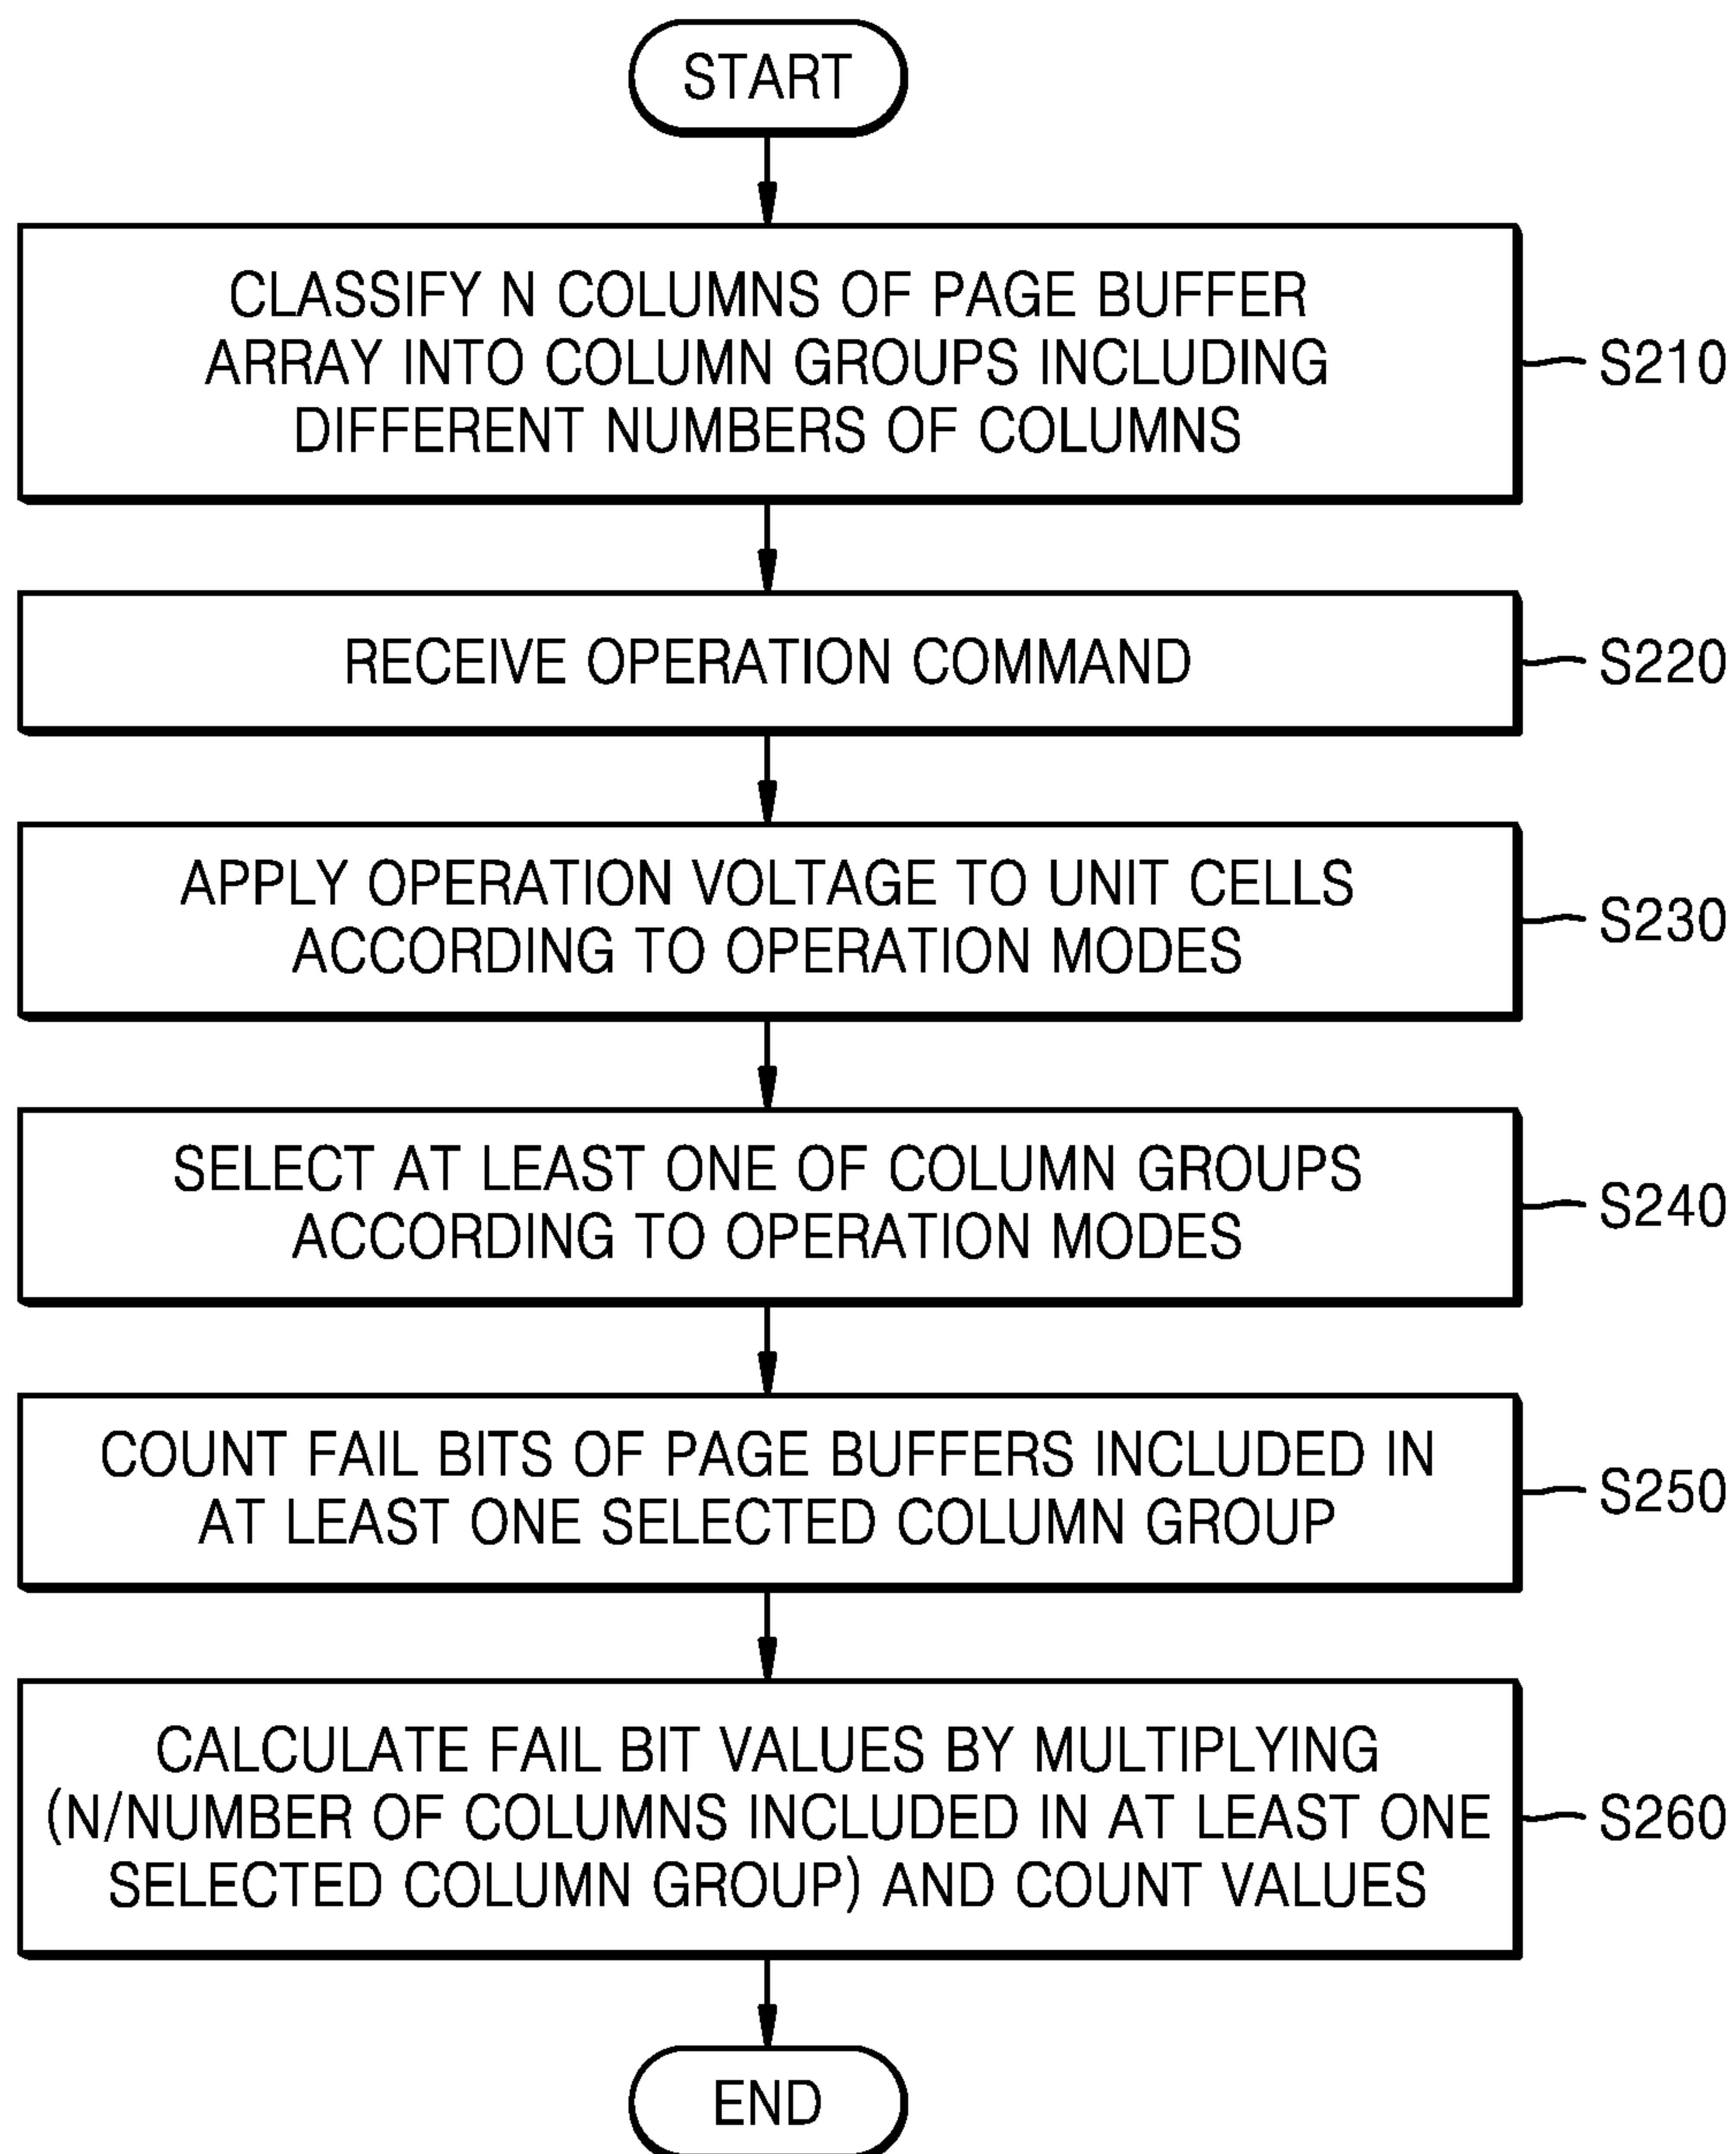 START
CLASSIFY N COLUMNS OF PAGE BUFFER
ARRAY INTO COLUMN GROUPS INCLUDING
DIFFERENT NUMBERS OF COLUMNS
S210
RECEIVE OPERATION COMMAND
S220
APPLY OPERATION VOLTAGE TO UNIT CELLS
ACCORDING TO OPERATION MODES
S230
SELECT AT LEAST ONE OF COLUMN GROUPS
ACCORDING TO OPERATION MODES
S240
COUNT FAIL BITS OF PAGE BUFFERS INCLUDED IN
AT LEAST ONE SELECTED COLUMN GROUP
S250
CALCULATE FAIL BIT VALUES BY MULTIPLYING
(N/NUMBER OF COLUMNS INCLUDED IN AT LEAST ONE
SELECTED COLUMN GROUP) AND COUNT VALUES
S260
END